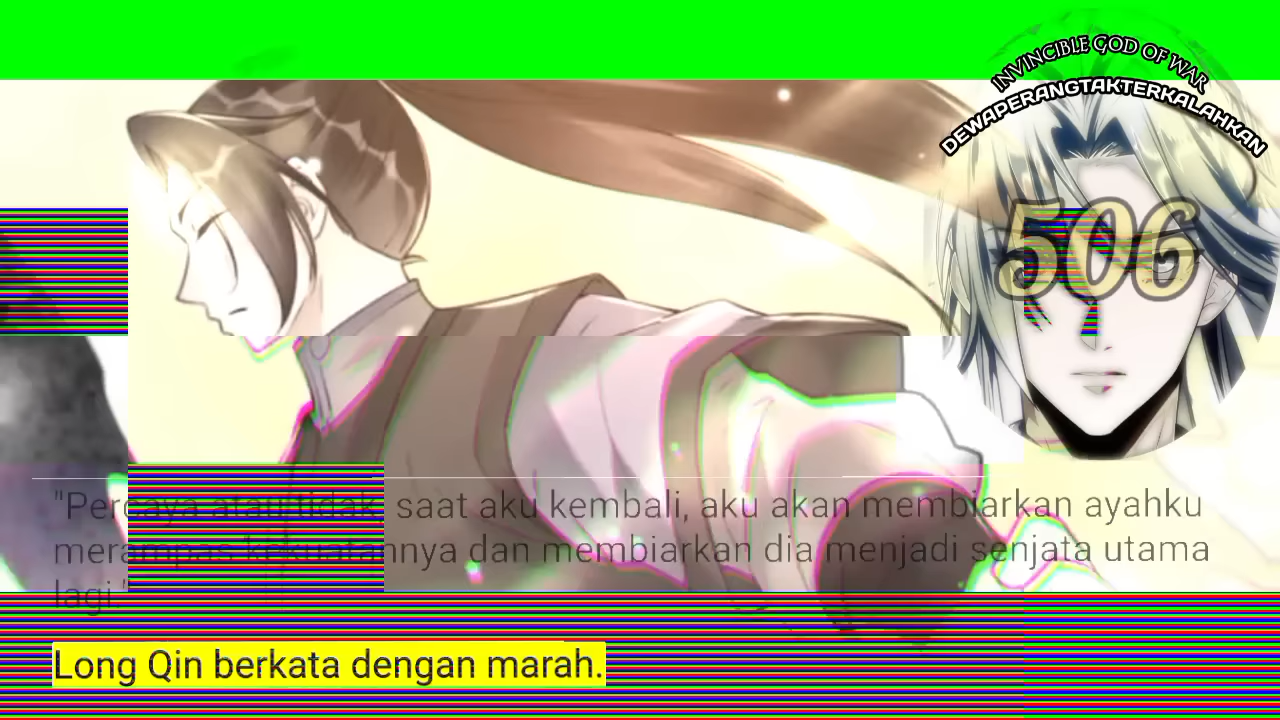 INVINCIBLE GOD OF WAR
DEWAPERANGTAKTERKALAHKAN
506
"Percaya atau tidak, saat aku kembali, aku akan membiarkan ayahku
merampas kekuatannya dan membiarkan dia menjadi senjata utama
lagi."
Long Qin berkata dengan marah.